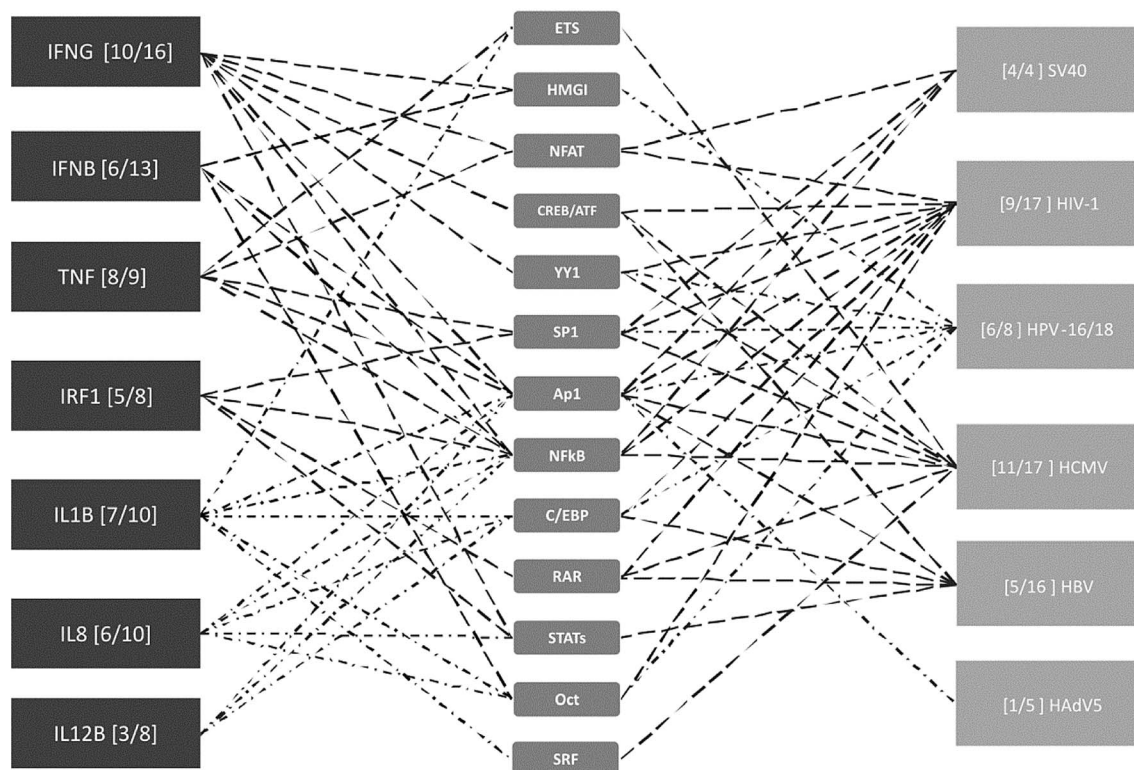 IFNG [10/16]
IFNB [6/13]
TNF [8/9]
IRF1 [5/8]
IL1B [7/10]
IL8 [6/10]
IL12B [3/8]
ETS
HMGI
NFAT
CREB/ATF
YY1
SP1
Ap1
NFkB
C/EBP
RAR
STATs
Oct
SRF
[4/4] SV40
[9/17 ] HIV-1
[6/8 ] HPV-16/18
[11/17 ] HCMV
[5/16 ] HBV
[1/5 ] HAdV5